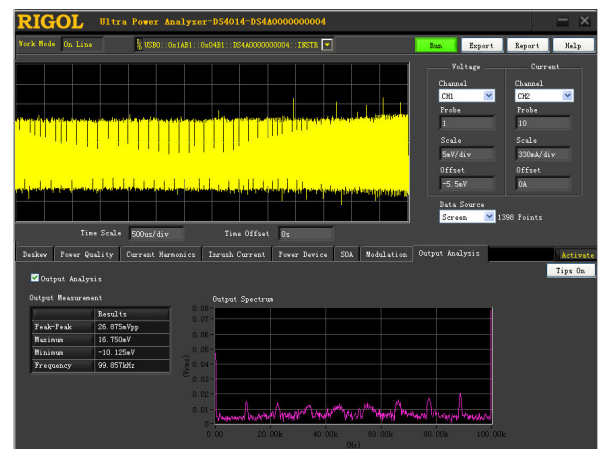 RIGOL Ultra Power Analyzer-DS4014-DS4A0000000004
Work Mode On Line USB0::0x1AB1::0x04B1::DS4A0000000004::INSTR Run Export Report Help
Voltage Current
Channel Channel
CH1 CH2
Probe Probe
1 10
Scale Scale
5mV/div 330mA/div
Offset Offset
-5.5mV 0A
Data Source
Screen 1398 Points
Time Scale 500us/div Time Offset 0s
Deskew Power Quality Current Harmonics Inrush Current Power Device SOA Modulation Output Analysis Activate
Tips On
Output Analysis
Output Measurement
Results
Peak-Peak 26.875mVpp
Maximum 16.750mV
Minimum -10.125mV
Frequency 99.857kHz
Output Spectrum
0.08
0.07
0.06
0.05
0.04
0.03
0.02
0.01
0
(Vrms)
0.00 20.00k 40.00k 60.00k 80.00k 100.00k
(Hz)